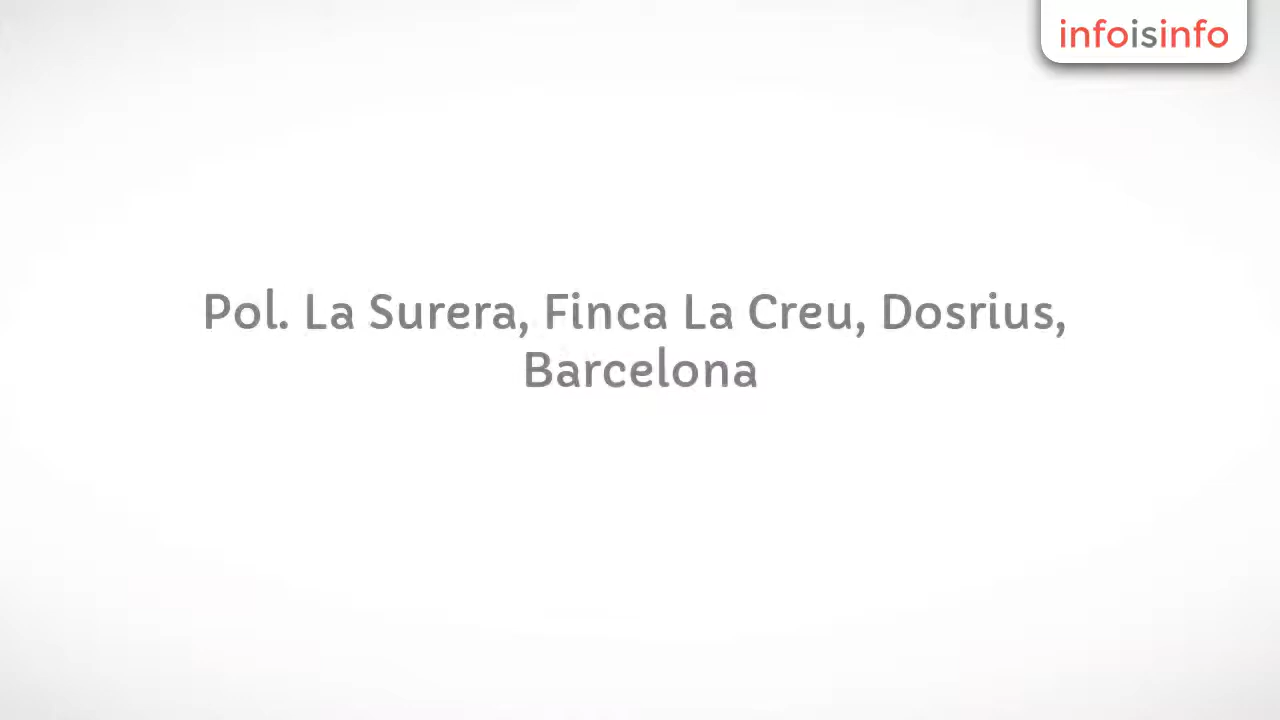 infoisinfo
Pol. La Surera, Finca La Creu, Dosrius,
Barcelona